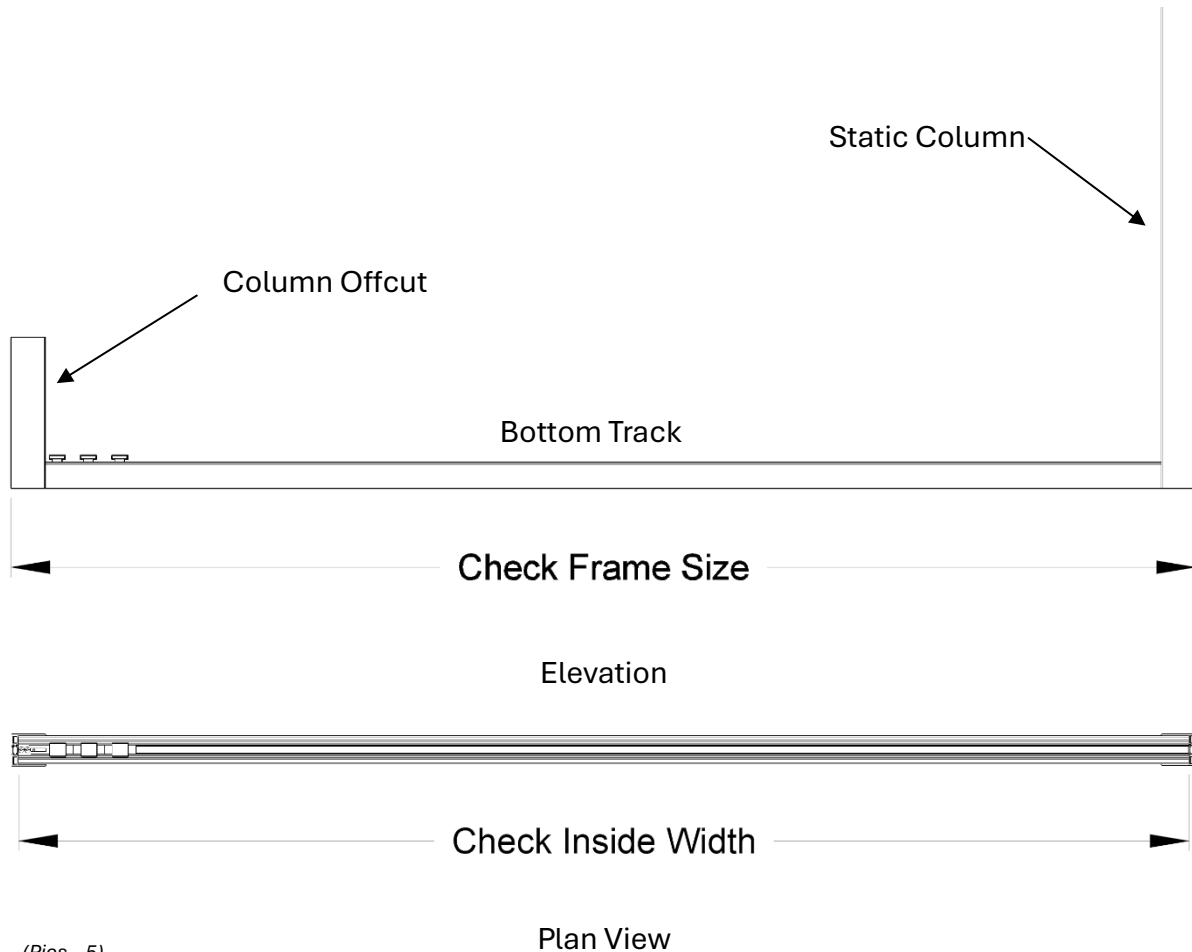 Static Column
Column Offcut
Bottom Track
Check Frame Size
Elevation
Check Inside Width
Plan View